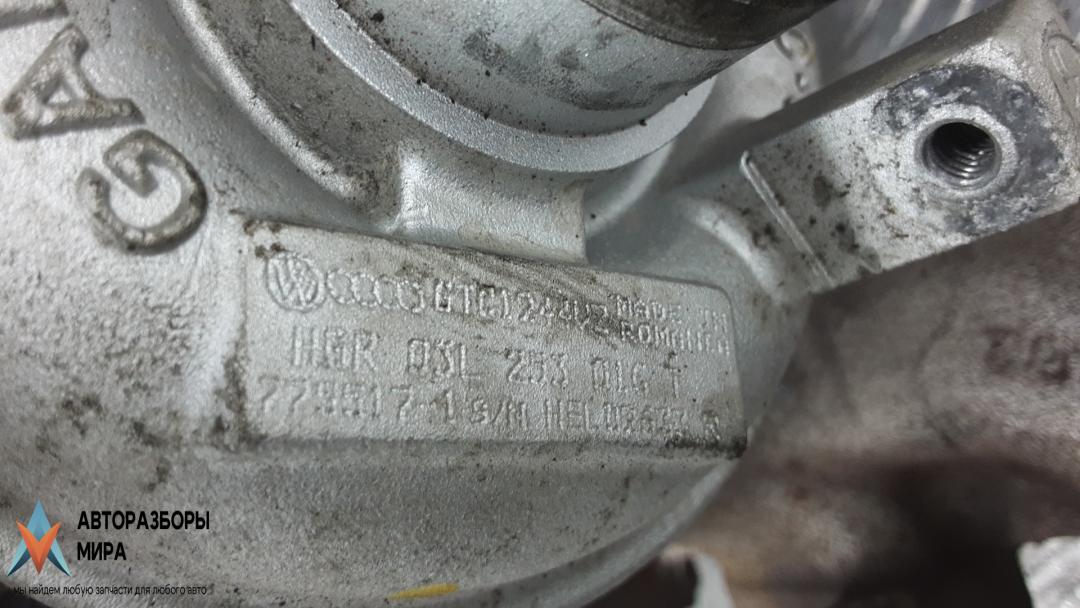 GA
GTC1244VZ MADE IN
ROMANIA
HGR 03L 253 016 T
775517-1 S/N
АВТОРАЗБОРЫ
МИРА
мы найдем любую запчасти для любого авто